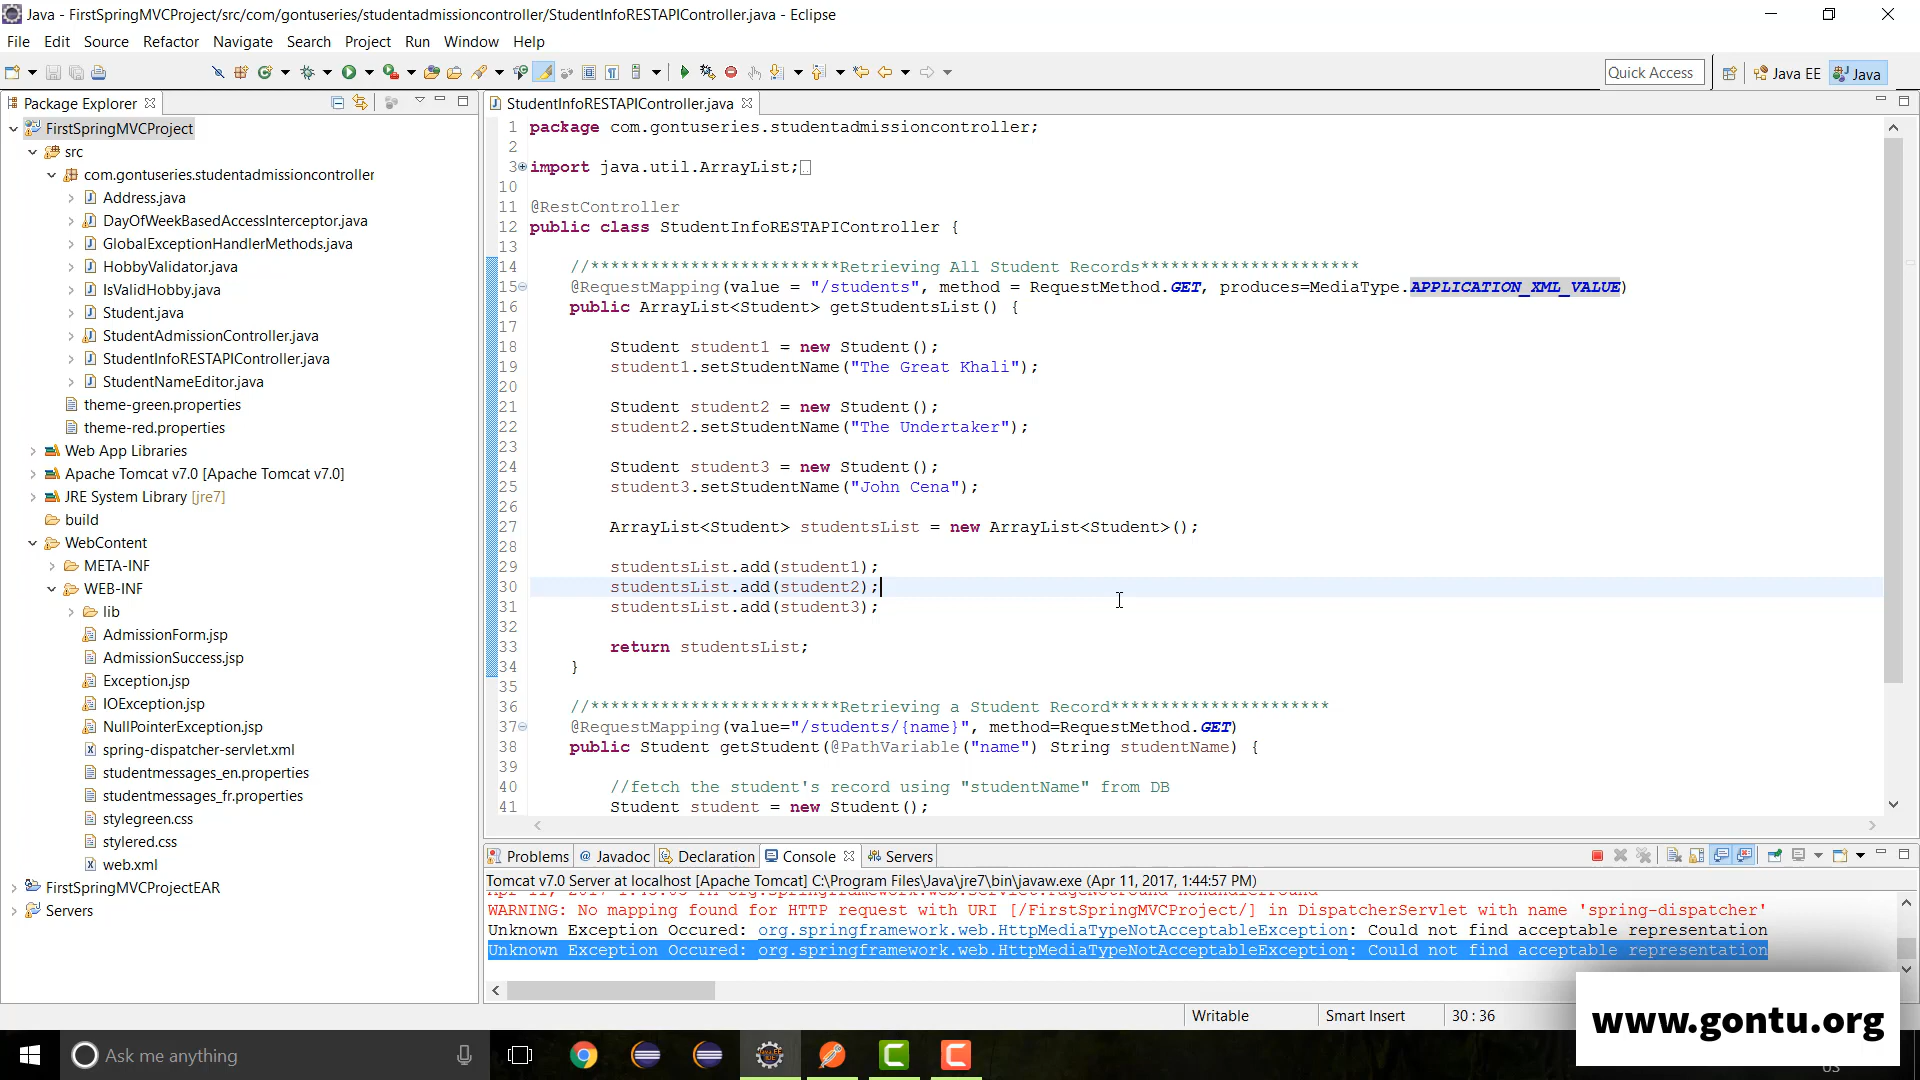 Java - FirstSpringMVCProject/src/com/gontuseries/studentadmissioncontroller/StudentInfoRESTAPIController.java - Eclipse
File Edit Source Refactor Navigate Search Project Run Window Help
Quick Access Java EE Java
Package Explorer
FirstSpringMVCProject
src
com.gontuseries.studentadmissioncontroller
Address.java
DayOfWeekBasedAccessInterceptor.java
GlobalExceptionHandlerMethods.java
HobbyValidator.java
IsValidHobby.java
Student.java
StudentAdmissionController.java
StudentInfoRESTAPIController.java
StudentNameEditor.java
theme-green.properties
theme-red.properties
Web App Libraries
Apache Tomcat v7.0 [Apache Tomcat v7.0]
JRE System Library [jre7]
build
WebContent
META-INF
WEB-INF
lib
AdmissionForm.jsp
AdmissionSuccess.jsp
Exception.jsp
IOException.jsp
NullPointerException.jsp
spring-dispatcher-servlet.xml
studentmessages_en.properties
studentmessages_fr.properties
stylegreen.css
stylered.css
web.xml
FirstSpringMVCProjectEAR
Servers
StudentInfoRESTAPIController.java
1 package com.gontuseries.studentadmissioncontroller;
2
3 import java.util.ArrayList;
10
11 @RestController
12 public class StudentInfoRESTAPIController {
13
14 //*************************Retrieving All Student Records**********************
15 @RequestMapping(value = "/students", method = RequestMethod.GET, produces=MediaType.APPLICATION_XML_VALUE)
16 public ArrayList<Student> getStudentsList() {
17
18 Student student1 = new Student();
19 student1.setStudentName("The Great Khali");
20
21 Student student2 = new Student();
22 student2.setStudentName("The Undertaker");
23
24 Student student3 = new Student();
25 student3.setStudentName("John Cena");
26
27 ArrayList<Student> studentsList = new ArrayList<Student>();
28
29 studentsList.add(student1);
30 studentsList.add(student2);
31 studentsList.add(student3);
32
33 return studentsList;
34 }
35
36 //*************************Retrieving a Student Record**********************
37 @RequestMapping(value="/students/{name}", method=RequestMethod.GET)
38 public Student getStudent(@PathVariable("name") String studentName) {
39
40 //fetch the student's record using "studentName" from DB
41 Student student = new Student();
Problems Javadoc Declaration Console Servers
Tomcat v7.0 Server at localhost [Apache Tomcat] C:\Program Files\Java\jre7\bin\javaw.exe (Apr 11, 2017, 1:44:57 PM)
WARNING: No mapping found for HTTP request with URI [/FirstSpringMVCProject/] in DispatcherServlet with name 'spring-dispatcher'
Unknown Exception Occured: org.springframework.web.HttpMediaTypeNotAcceptableException: Could not find acceptable representation
Unknown Exception Occured: org.springframework.web.HttpMediaTypeNotAcceptableException: Could not find acceptable representation
Writable Smart Insert 30 : 36
www.gontu.org
Ask me anything